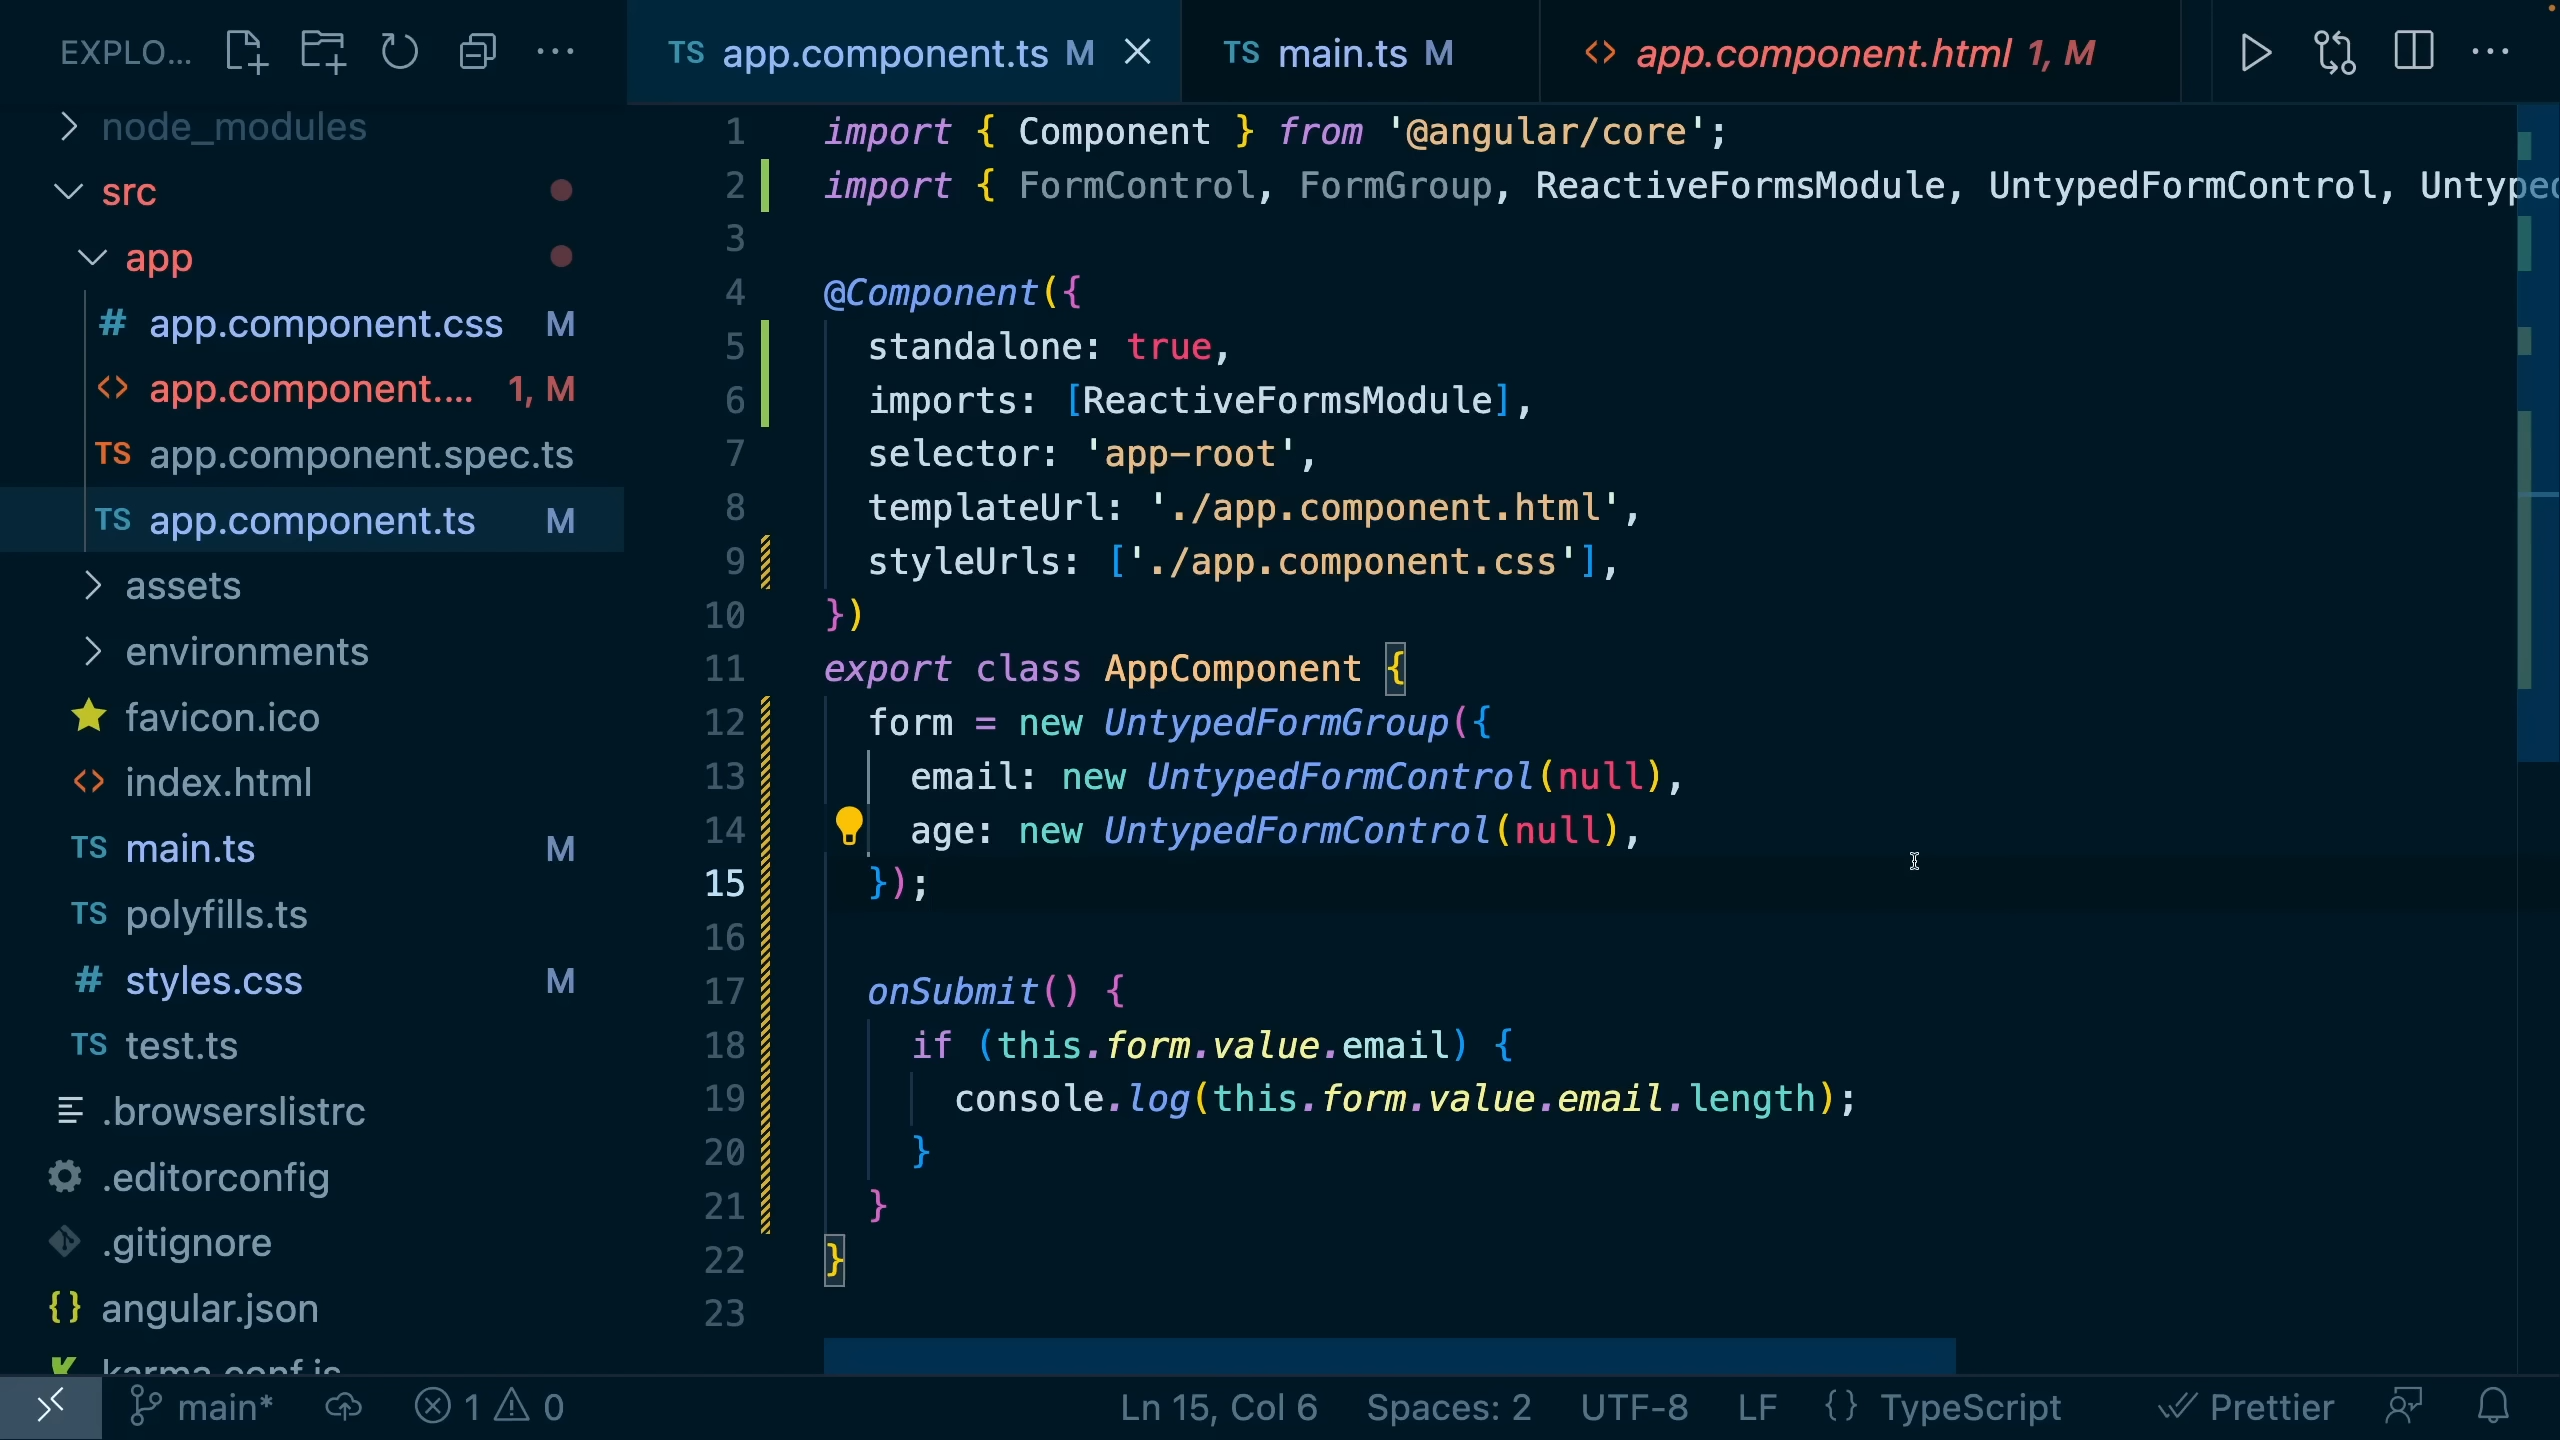 EXPLO...
node_modules
src
app
app.component.css M
app.component.... 1, M
TS app.component.spec.ts
TS app.component.ts M
assets
environments
favicon.ico
index.html
TS main.ts M
TS polyfills.ts
styles.css M
TS test.ts
.browserslistrc
.editorconfig
.gitignore
angular.json
karma.conf.js
TS app.component.ts M
TS main.ts M
app.component.html 1, M
1 import { Component } from '@angular/core';
2 import { FormControl, FormGroup, ReactiveFormsModule, UntypedFormControl, Untyped
3
4 @Component({
5 standalone: true,
6 imports: [ReactiveFormsModule],
7 selector: 'app-root',
8 templateUrl: './app.component.html',
9 styleUrls: ['./app.component.css'],
10 })
11 export class AppComponent {
12 form = new UntypedFormGroup({
13 email: new UntypedFormControl(null),
14 age: new UntypedFormControl(null),
15 });
16
17 onSubmit() {
18 if (this.form.value.email) {
19 console.log(this.form.value.email.length);
20 }
21 }
22 }
23
main* 1 0 Ln 15, Col 6 Spaces: 2 UTF-8 LF {} TypeScript Prettier